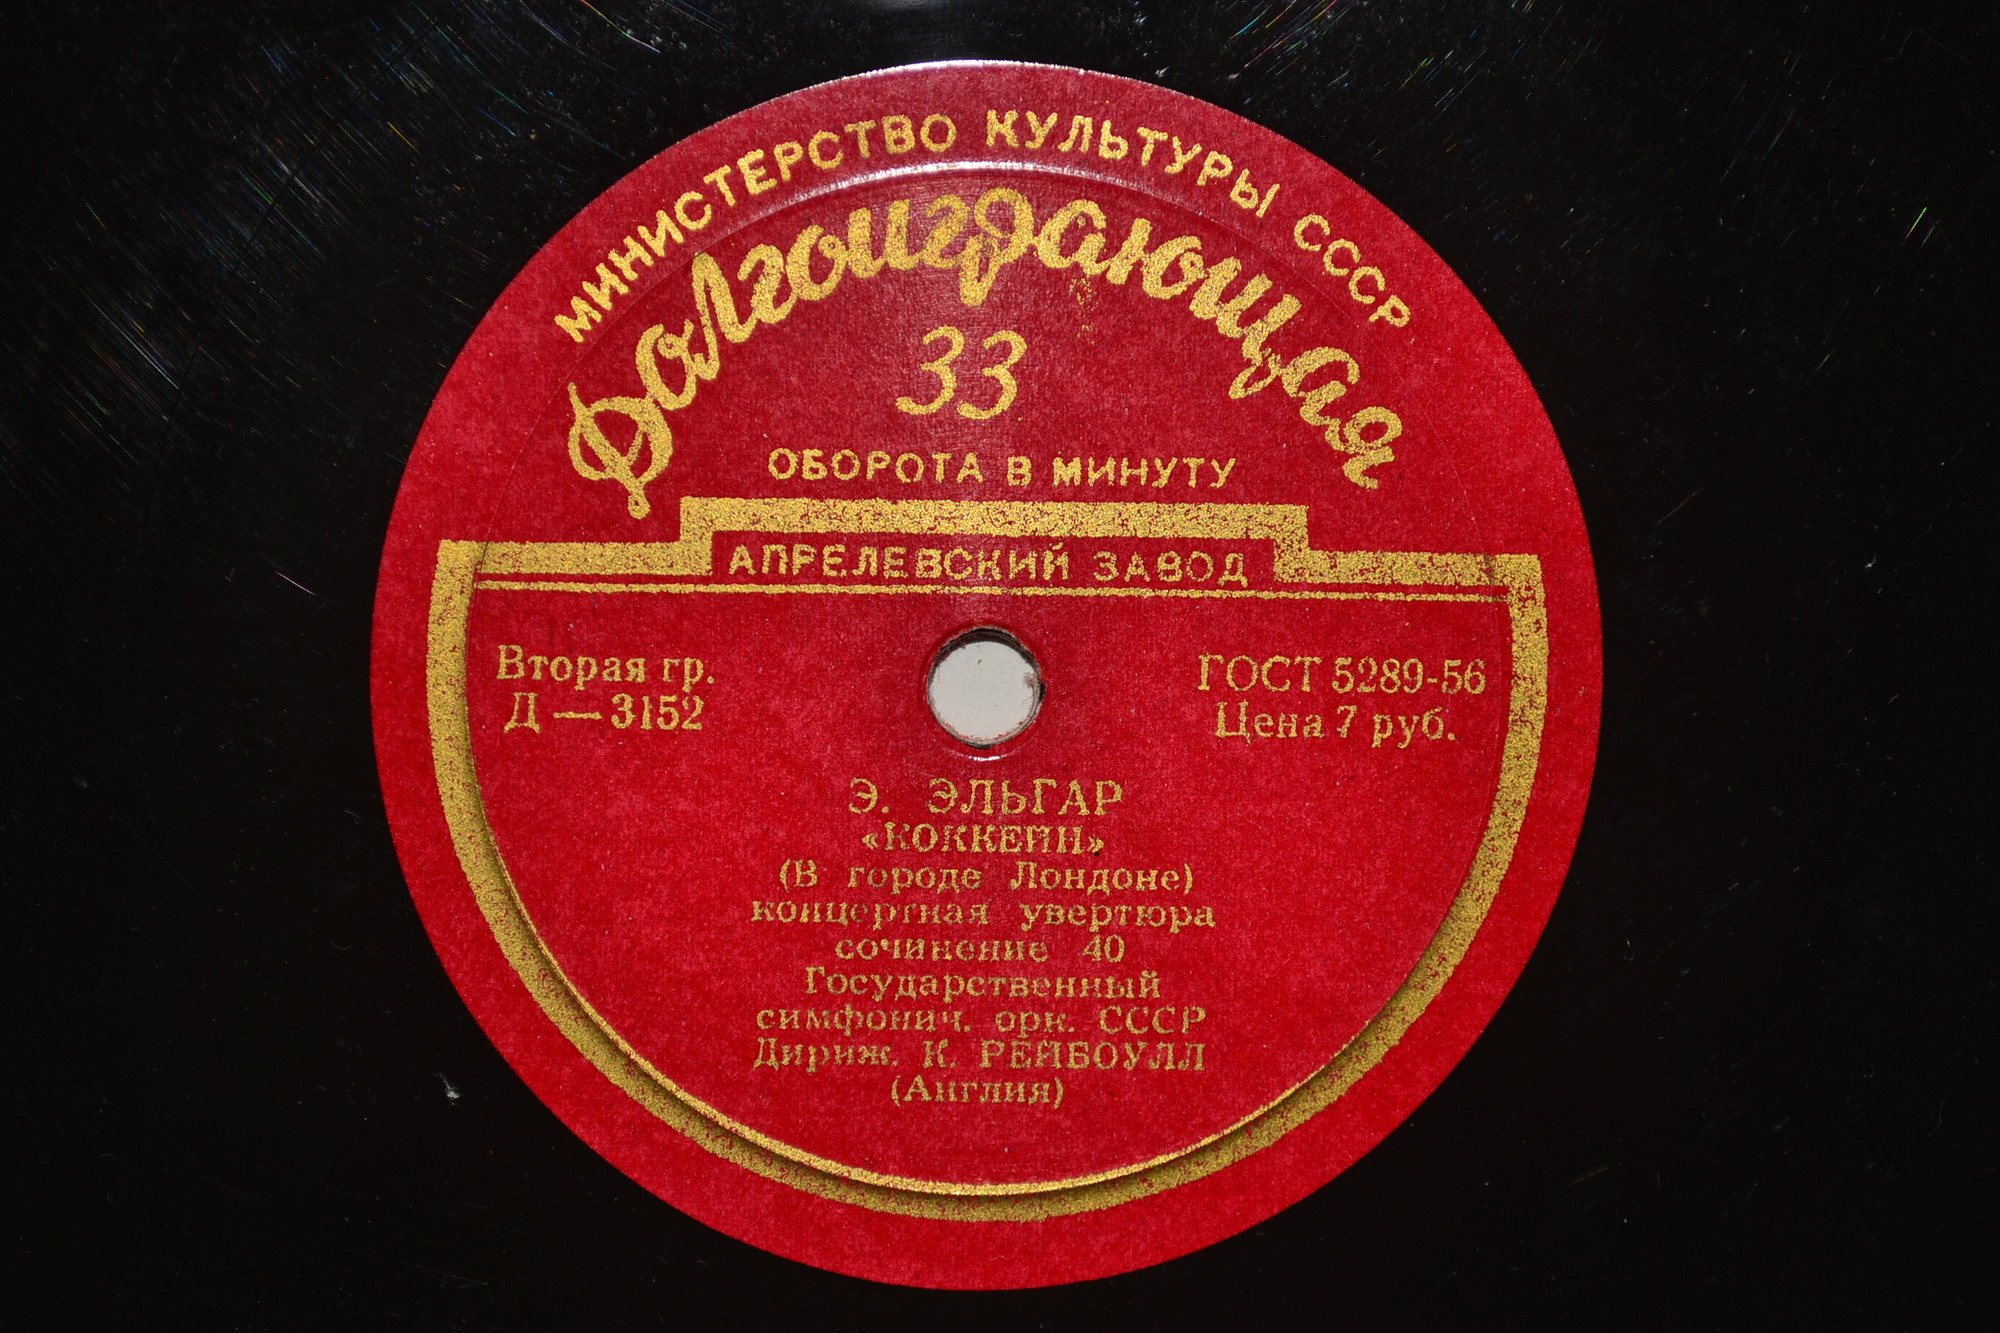 МИНИСТЕРСТВО КУЛЬТУРЫ СССР
Долгоиграющая
33
ОБОРОТА В МИНУТУ
АПРЕЛЕВСКИЙ ЗАВОД
Вторая гр.
Д — 3152
ГОСТ 5289-56
Цена 7 руб.
Э. ЭЛЬГАР
«КОККЕЙН»
(В городе Лондоне)
концертная увертюра
сочинение 40
Государственный
симфонич. орк. СССР
Дириж. К. РЕЙБОУЛЛ
(Англия)